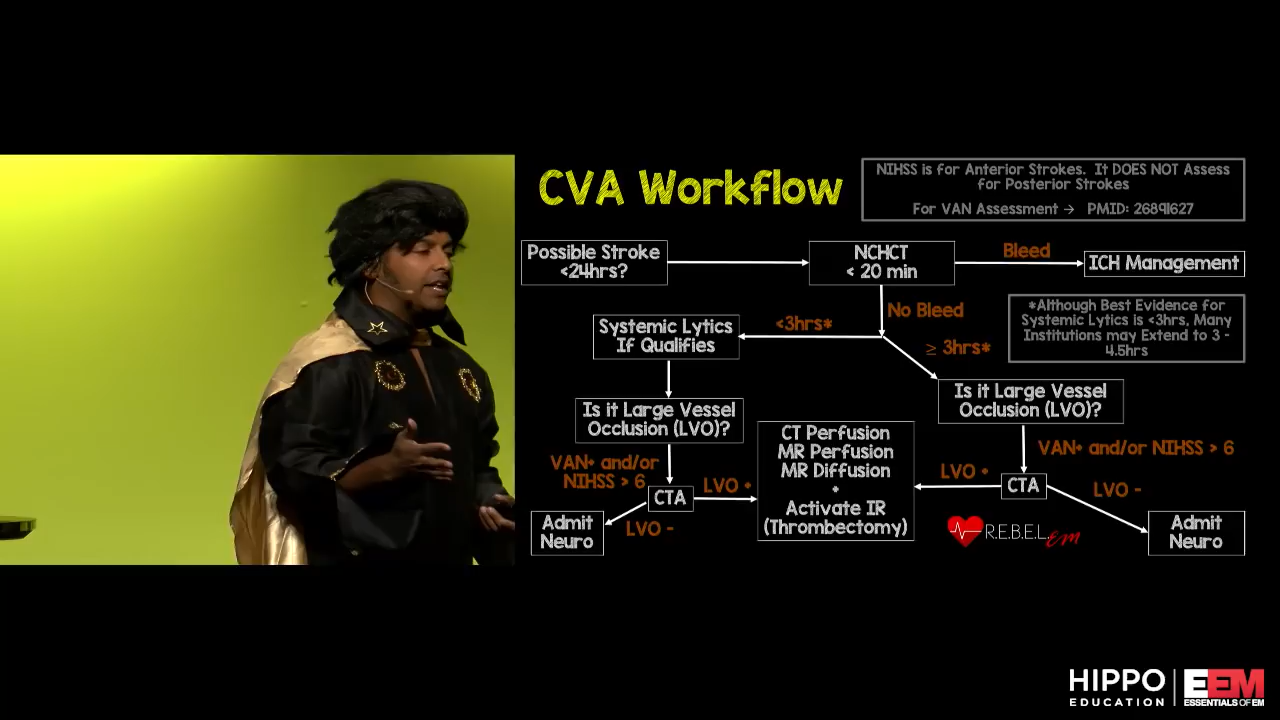 CVA Workflow
NIHSS is for Anterior Strokes. It DOES NOT Assess
for Posterior Strokes
For VAN Assessment → PMID: 26891627
Possible Stroke
<24hrs?
NCHCT
< 20 min
Bleed
ICH Management
No Bleed
<3hrs*
≥ 3hrs*
*Although Best Evidence for
Systemic Lytics is <3hrs, Many
Institutions may Extend to 3 -
4.5hrs
Systemic Lytics
If Qualifies
Is it Large Vessel
Occlusion (LVO)?
Is it Large Vessel
Occlusion (LVO)?
VAN+ and/or
NIHSS > 6
CTA
LVO +
LVO -
Admit
Neuro
CT Perfusion
MR Perfusion
MR Diffusion
+
Activate IR
(Thrombectomy)
VAN+ and/or NIHSS > 6
LVO +
CTA
LVO -
Admit
Neuro
R.E.B.E.L. Em
HIPPO
EDUCATION
EEM
ESSENTIALS OF EM